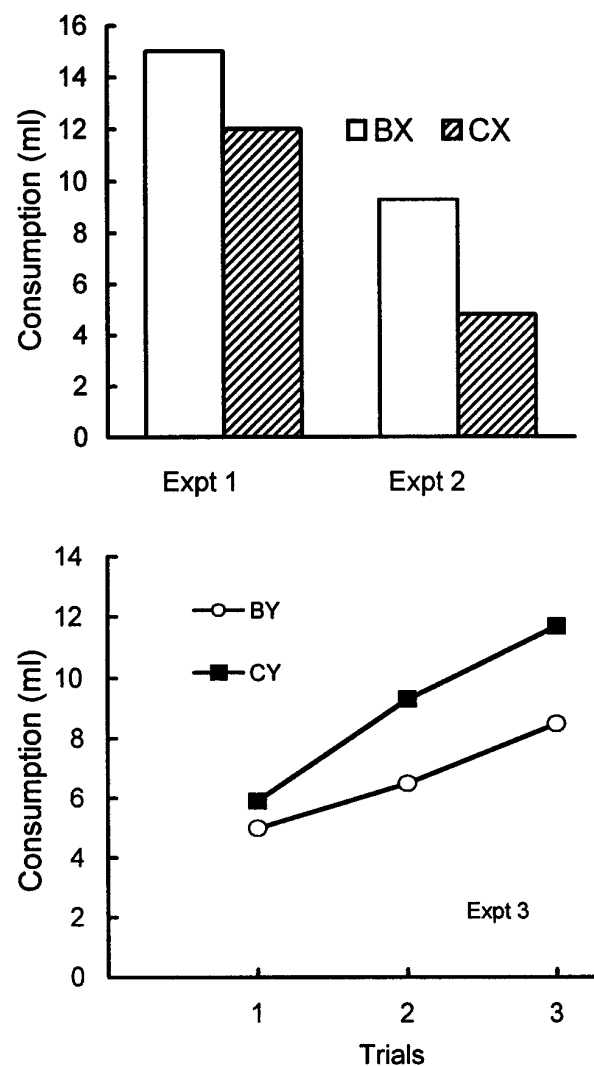 16
14
12
10
8
6
4
2
0
Consumption (ml)
BX CX
Expt 1 Expt 2
14
12
10
8
6
4
2
0
Consumption (ml)
BY
CY
Expt 3
1 2 3
Trials